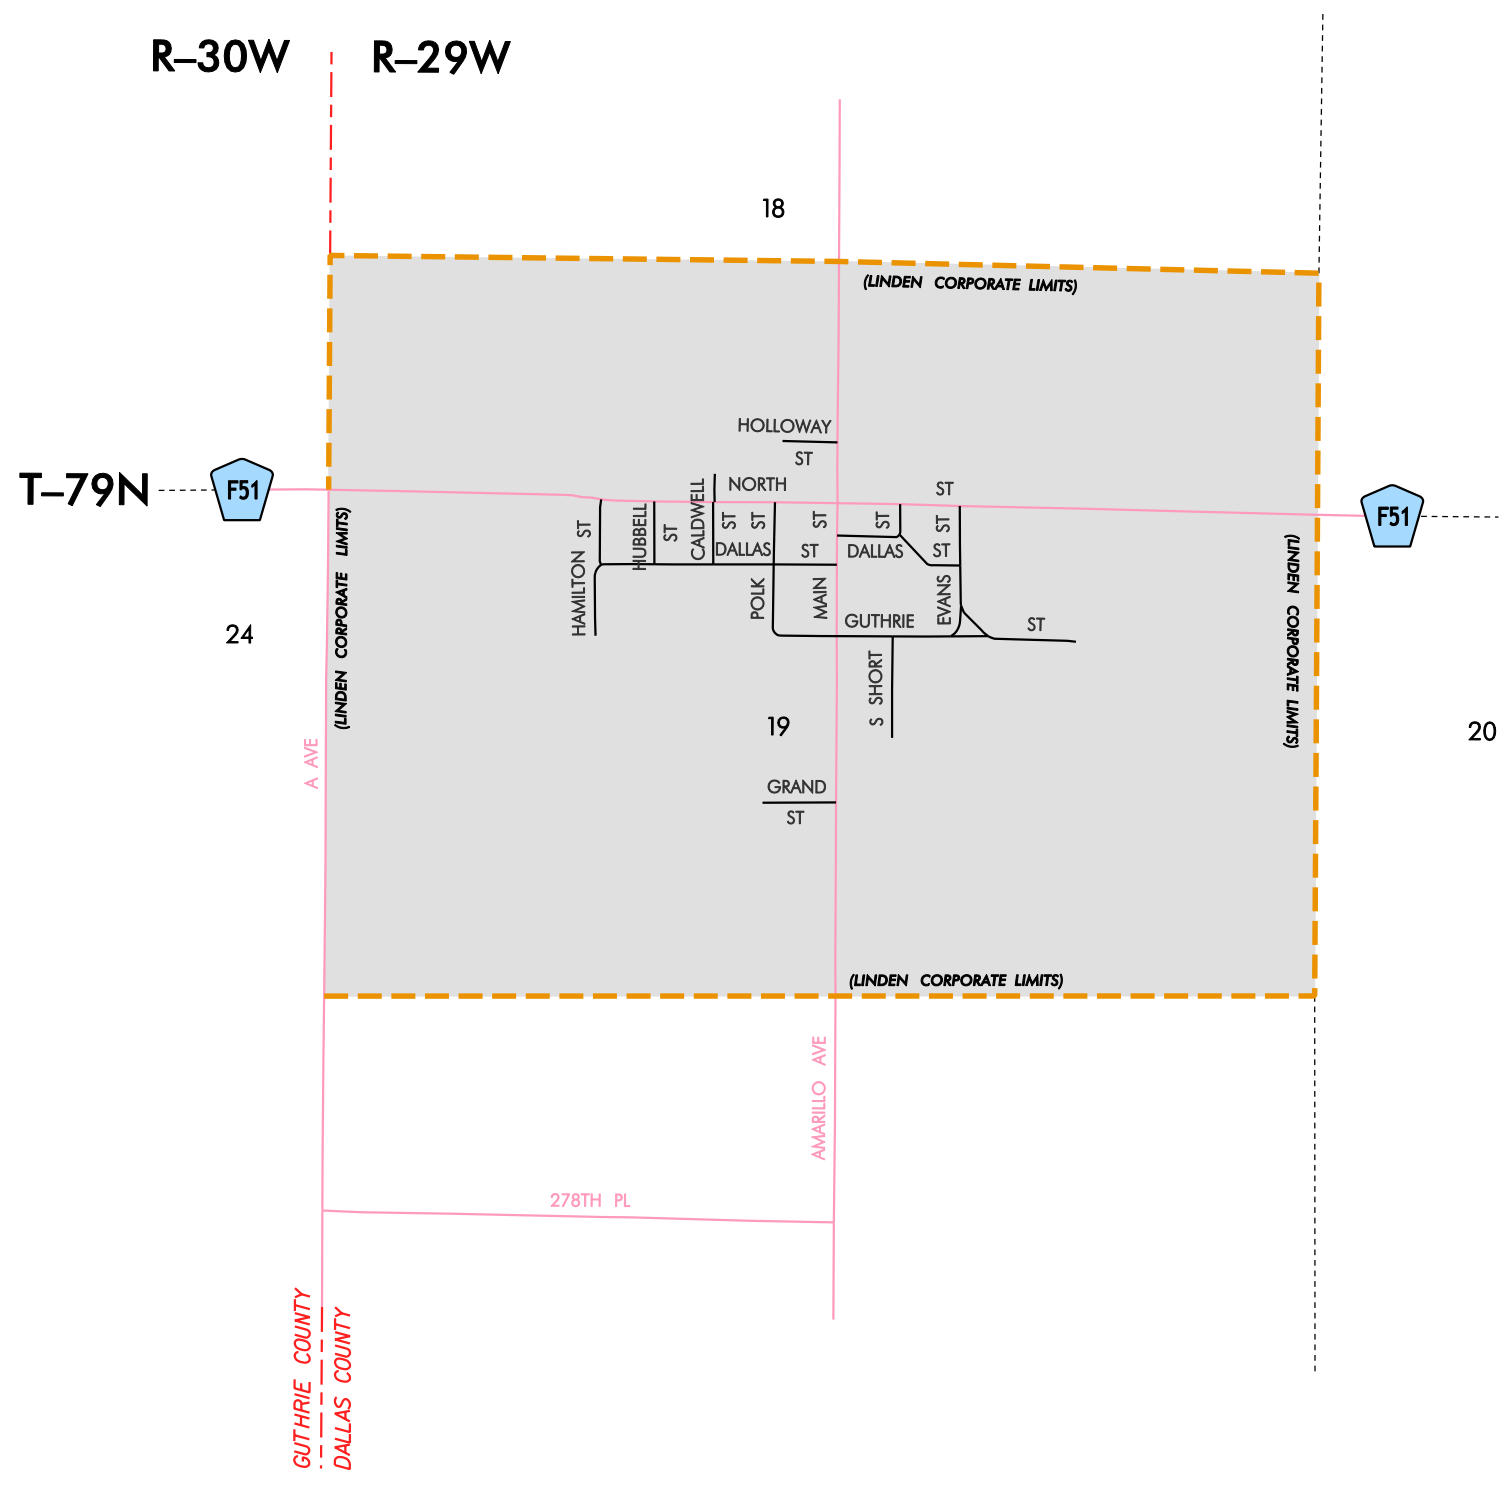 R–30W
R–29W
18
(LINDEN CORPORATE LIMITS)
HOLLOWAY
ST
T–79N
F51
NORTH ST
F51
HAMILTON ST
HUBBELL ST
CALDWELL ST
POLK ST
MAIN ST
ST
EVANS ST
DALLAS ST
DALLAS ST
GUTHRIE ST
S SHORT
(LINDEN CORPORATE LIMITS)
(LINDEN CORPORATE LIMITS)
24
19
20
A AVE
GRAND
ST
(LINDEN CORPORATE LIMITS)
AMARILLO AVE
278TH PL
GUTHRIE COUNTY
DALLAS COUNTY